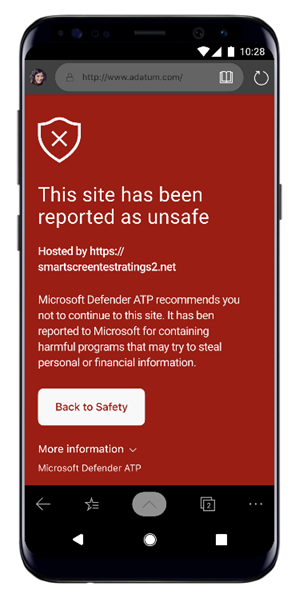 10:28
http://www.adatum.com/
This site has been
reported as unsafe
Hosted by https://
smartscreentestratings2.net
Microsoft Defender ATP recommends you
not to continue to this site. It has ben
reported to Microsoft for containing
harmful programs that may try to steal
personal or financial information.
Back to Safety
More information
Microsoft Defender ATP
2